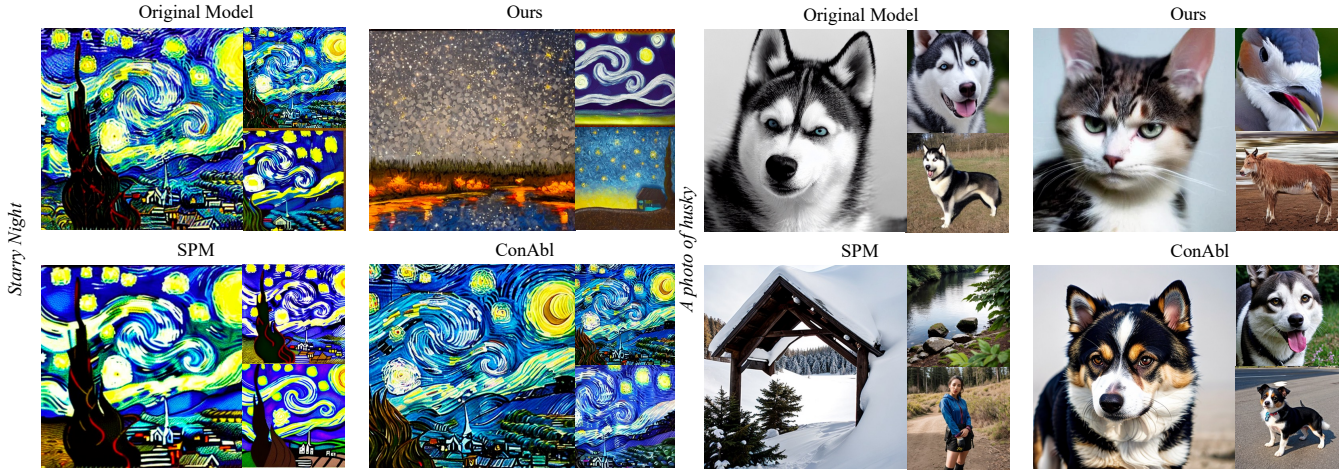 Original Model
Ours
Original Model
Ours
Starry Night
SPM
ConAbl
A photo of husky
SPM
ConAbl